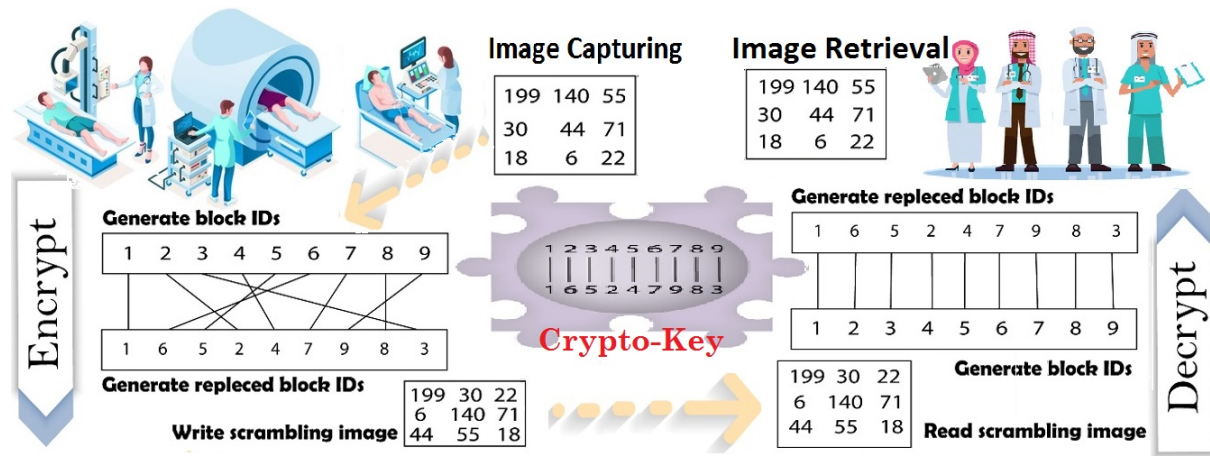 Image Capturing
199 140 55
30 44 71
18 6 22
Image Retrieval
199 140 55
30 44 71
18 6 22
Encrypt
Generate block IDs
1 2 3 4 5 6 7 8 9
1 6 5 2 4 7 9 8 3
Generate repleced block IDs
Write scrambling image
199 30 22
6 140 71
44 55 18
1 2 3 4 5 6 7 8 9
1 6 5 2 4 7 9 8 3
Crypto-Key
Generate repleced block IDs
1 6 5 2 4 7 9 8 3
1 2 3 4 5 6 7 8 9
Generate block IDs
199 30 22
6 140 71
44 55 18
Read scrambling image
Decrypt